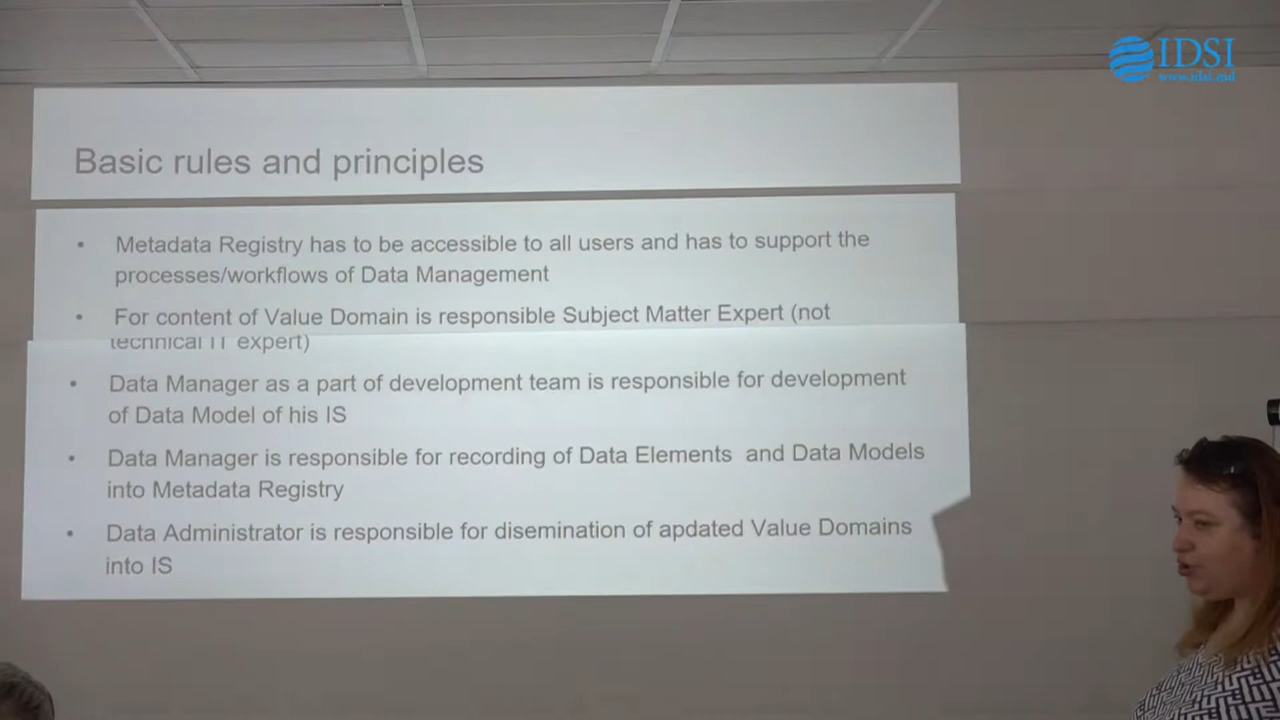 IDSI
www.idsi.md
Basic rules and principles
• Metadata Registry has to be accessible to all users and has to support the
processes/workflows of Data Management
• For content of Value Domain is responsible Subject Matter Expert (not
technical IT expert)
• Data Manager as a part of development team is responsible for development
of Data Model of his IS
• Data Manager is responsible for recording of Data Elements and Data Models
into Metadata Registry
• Data Administrator is responsible for disemination of apdated Value Domains
into IS